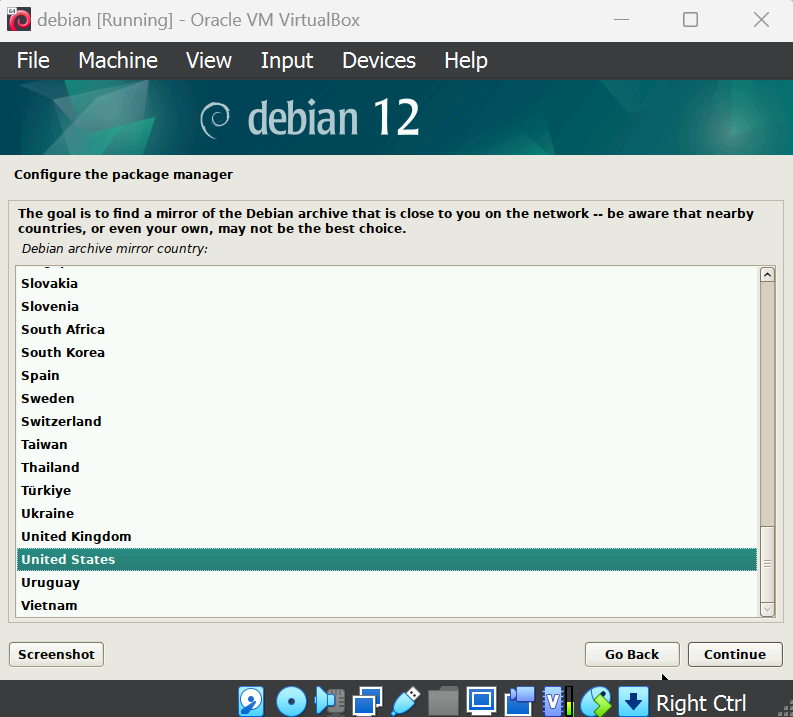 debian [Running] - Oracle VM VirtualBox
File Machine View Input Devices Help
debian 12
Configure the package manager
The goal is to find a mirror of the Debian archive that is close to you on the network -- be aware that nearby
countries, or even your own, may not be the best choice.
Debian archive mirror country:
Slovakia
Slovenia
South Africa
South Korea
Spain
Sweden
Switzerland
Taiwan
Thailand
Türkiye
Ukraine
United Kingdom
United States
Uruguay
Vietnam
Screenshot Go Back Continue
Right Ctrl